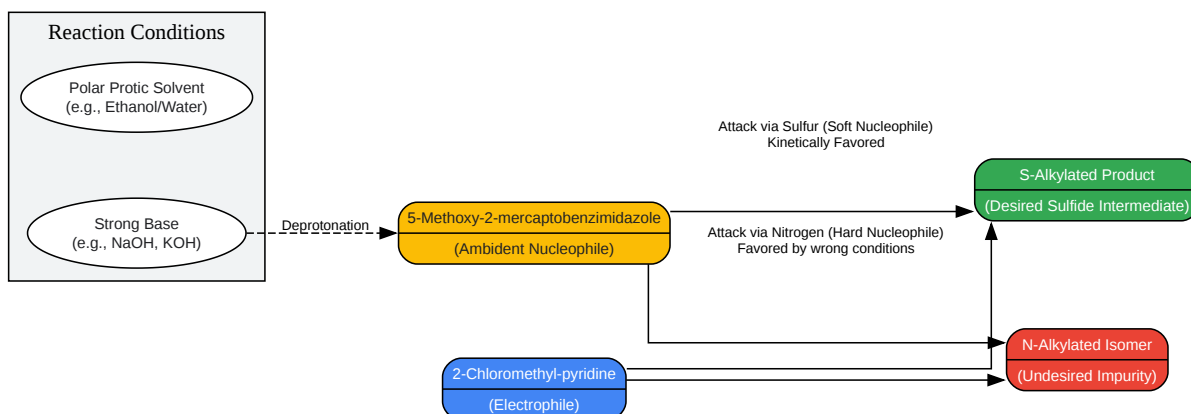 Reaction Conditions
Polar Protic Solvent
(e.g., Ethanol/Water)
Strong Base
(e.g., NaOH, KOH)
Deprotonation
5-Methoxy-2-mercaptobenzimidazole
(Ambident Nucleophile)
Attack via Sulfur (Soft Nucleophile)
Kinetically Favored
Attack via Nitrogen (Hard Nucleophile)
Favored by wrong conditions
S-Alkylated Product
(Desired Sulfide Intermediate)
2-Chloromethyl-pyridine
(Electrophile)
N-Alkylated Isomer
(Undesired Impurity)